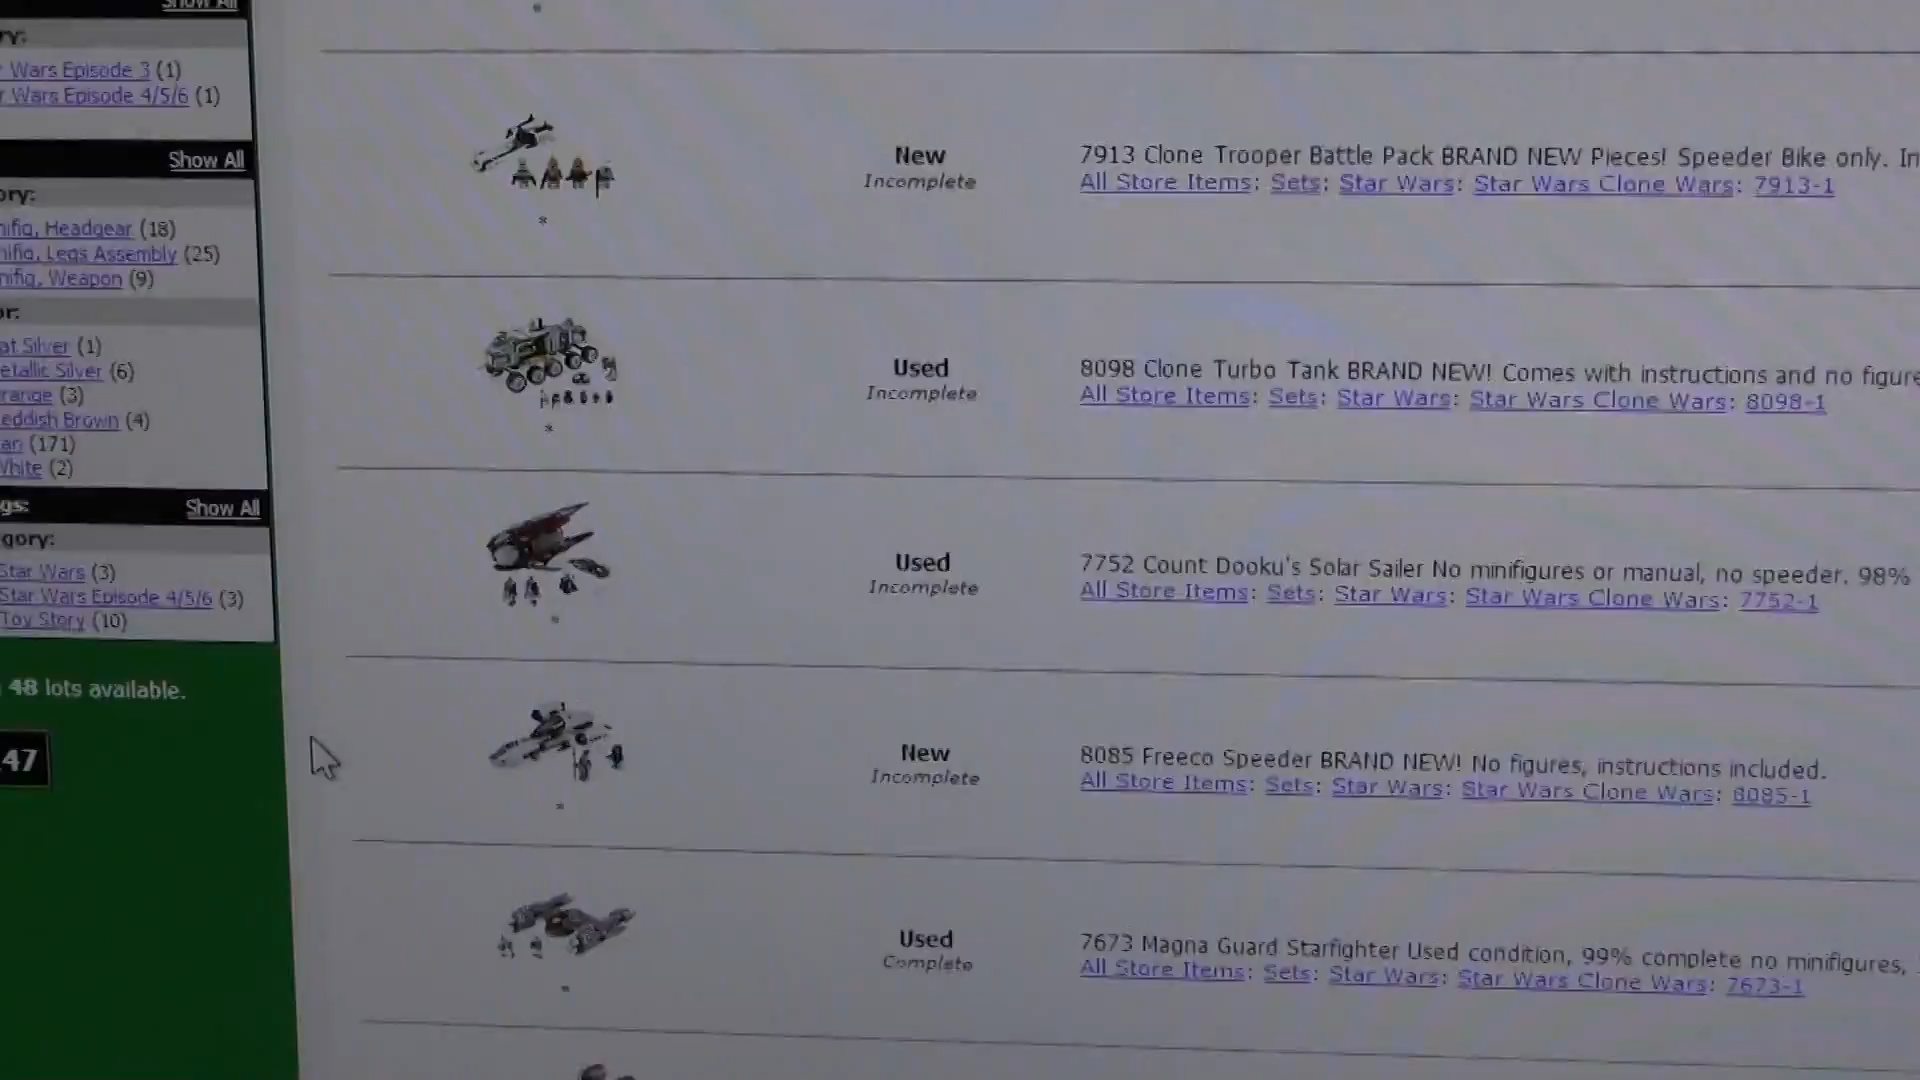 Show All
ry:
Wars Episode 3 (1)
r Wars Episode 4/5/6 (1)
Show All
ory:
nifig, Headgear (18)
nifig, Legs Assembly (25)
nifig, Weapon (9)
or:
at Silver (1)
etallic Silver (6)
range (3)
eddish Brown (4)
an (171)
White (2)
gs: Show All
gory:
Star Wars (3)
Star Wars Episode 4/5/6 (3)
Toy Story (10)
48 lots available.
47
New
Incomplete
7913 Clone Trooper Battle Pack BRAND NEW Pieces! Speeder Bike only. In
All Store Items: Sets: Star Wars: Star Wars Clone Wars: 7913-1
Used
Incomplete
8098 Clone Turbo Tank BRAND NEW! Comes with instructions and no figure
All Store Items: Sets: Star Wars: Star Wars Clone Wars: 8098-1
Used
Incomplete
7752 Count Dooku's Solar Sailer No minifigures or manual, no speeder. 98%
All Store Items: Sets: Star Wars: Star Wars Clone Wars: 7752-1
New
Incomplete
8085 Freeco Speeder BRAND NEW! No figures, instructions included.
All Store Items: Sets: Star Wars: Star Wars Clone Wars: 8085-1
Used
Complete
7673 Magna Guard Starfighter Used condition, 99% complete no minifigures,
All Store Items: Sets: Star Wars: Star Wars Clone Wars: 7673-1